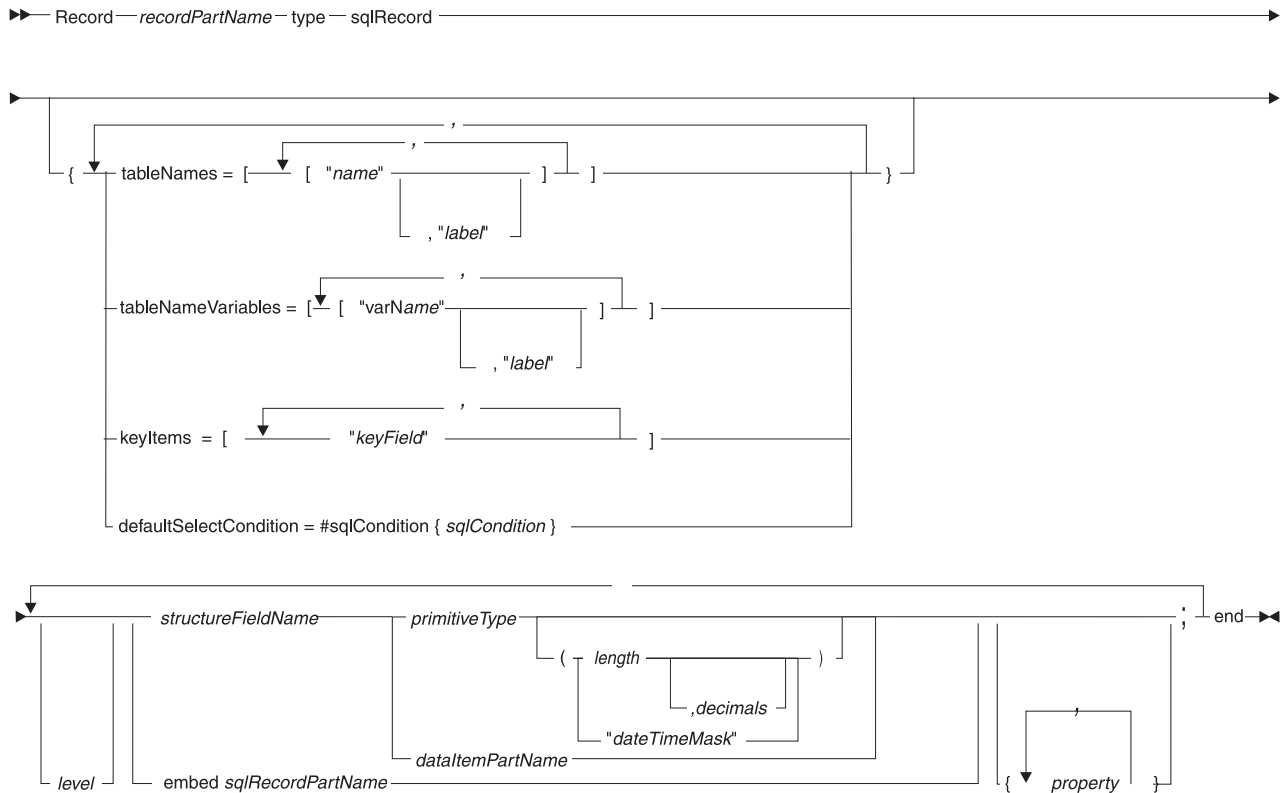 Record recordPartName type sqlRecord
,
,
{ tableNames = [ [ "name" ] ] }
, "label"
,
tableNameVariables = [ [ "varName" ] ]
, "label"
,
keyItems = [ "keyField" ]
defaultSelectCondition = #sqlCondition { sqlCondition }
structureFieldName primitiveType ; end
( length )
,decimals
,
"dateTimeMask"
dataItemPartName
level embed sqlRecordPartName { property }